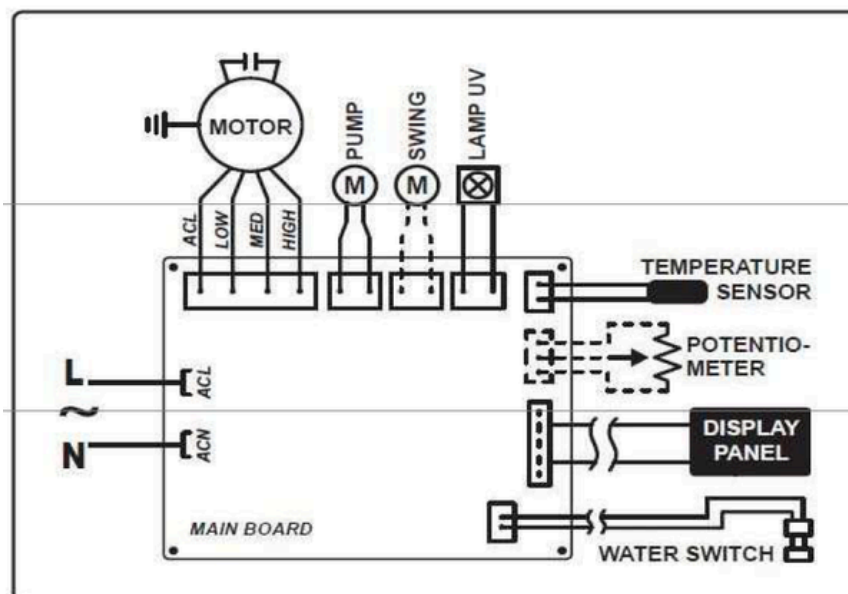 MOTOR
PUMP
SWING
LAMP UV
M
M
ACL
LOW
MED
HIGH
TEMPERATURE
SENSOR
POTENTIO-
METER
L
~
N
ACL
ACN
DISPLAY
PANEL
MAIN BOARD
WATER SWITCH